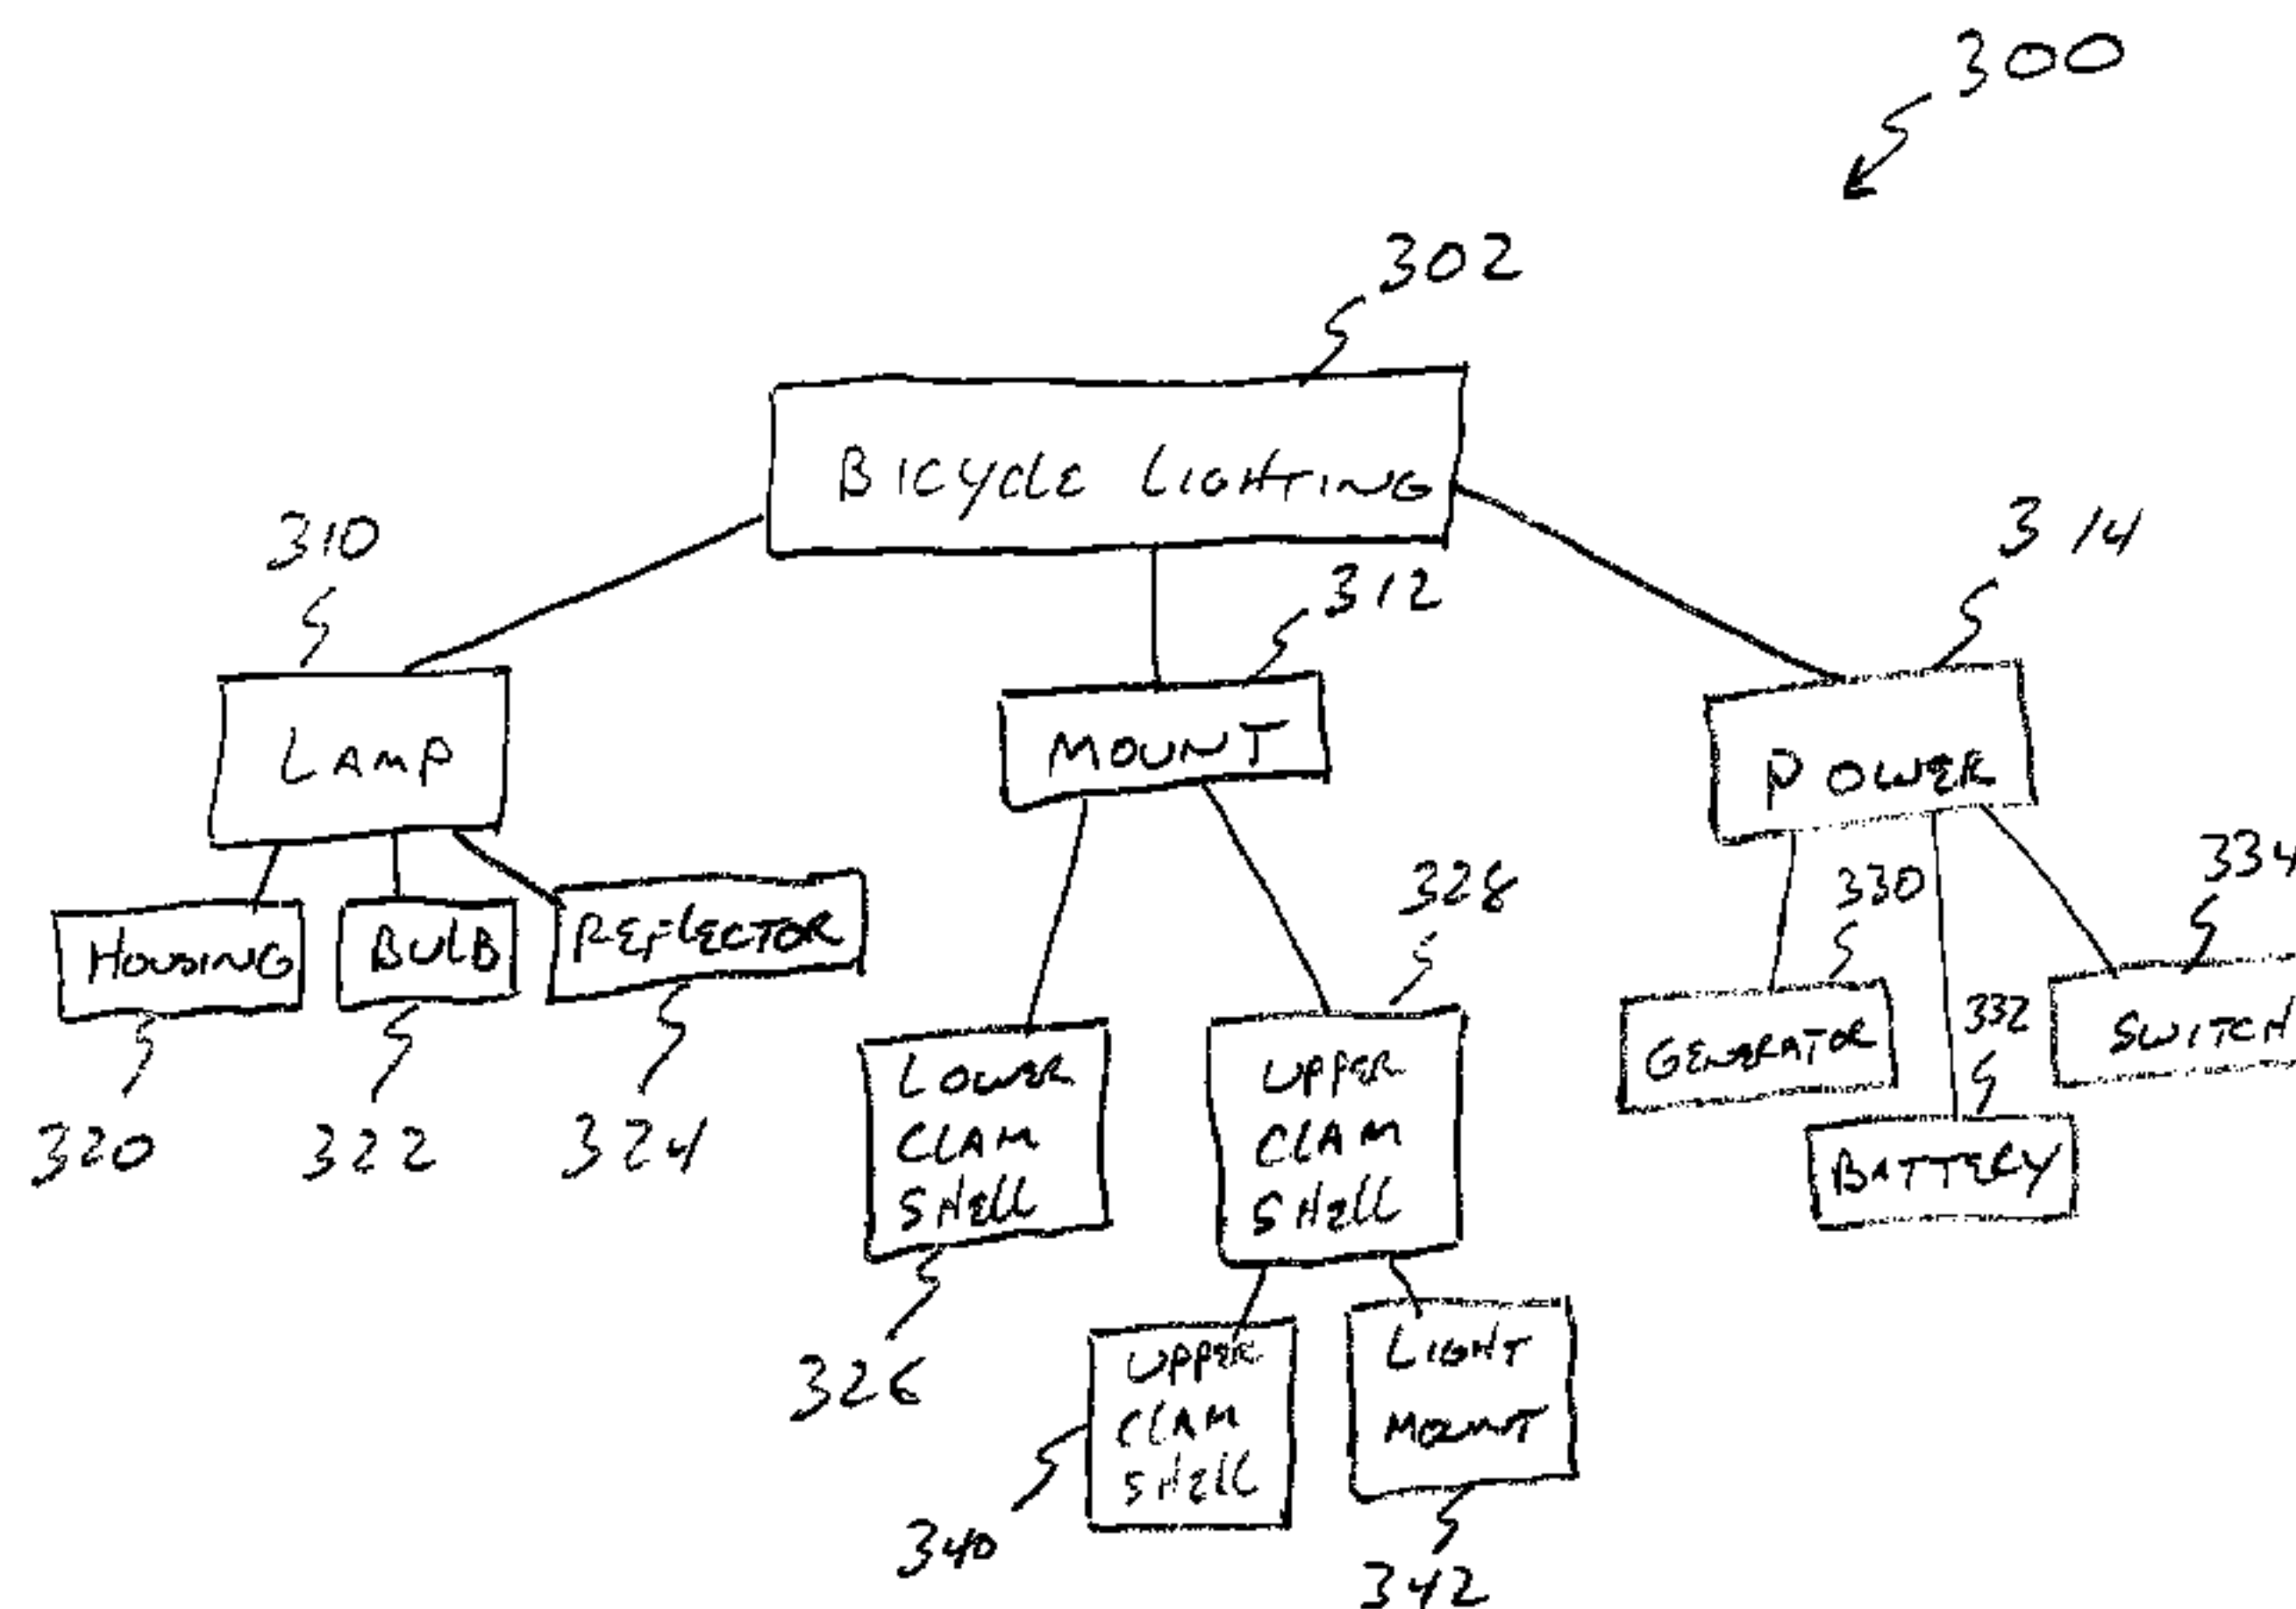 300
302
BICYCLE LIGHTING
310
312
314
LAMP
MOUNT
POWER
328
330
334
HOUSING
BULB
REFLECTOR
GENERATOR
332
SWITCH
320
322
324
LOWER
CLAM
SHELL
UPPER
CLAM
SHELL
BATTERY
326
UPPER
CLAM
SHELL
LIGHT
MOUNT
340
342